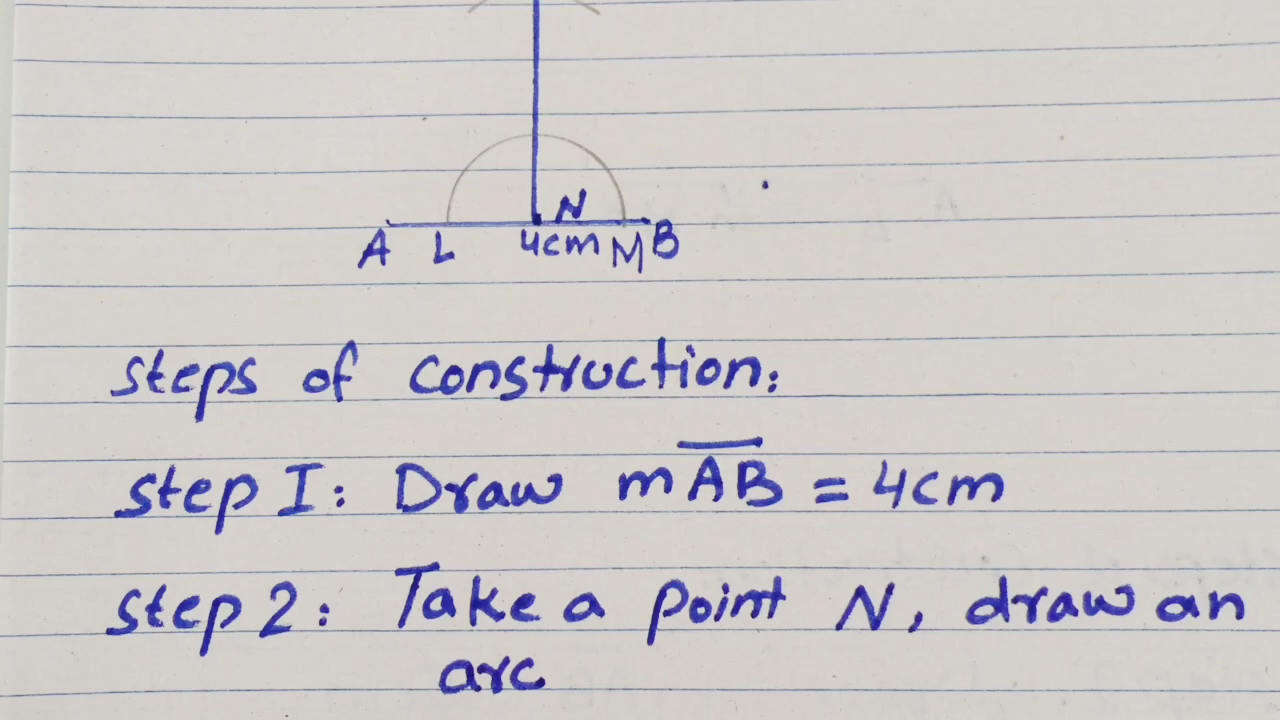 N
A L 4cm M B
steps of construction:
step I: Draw mAB = 4cm
step 2: Take a point N, draw an
arc